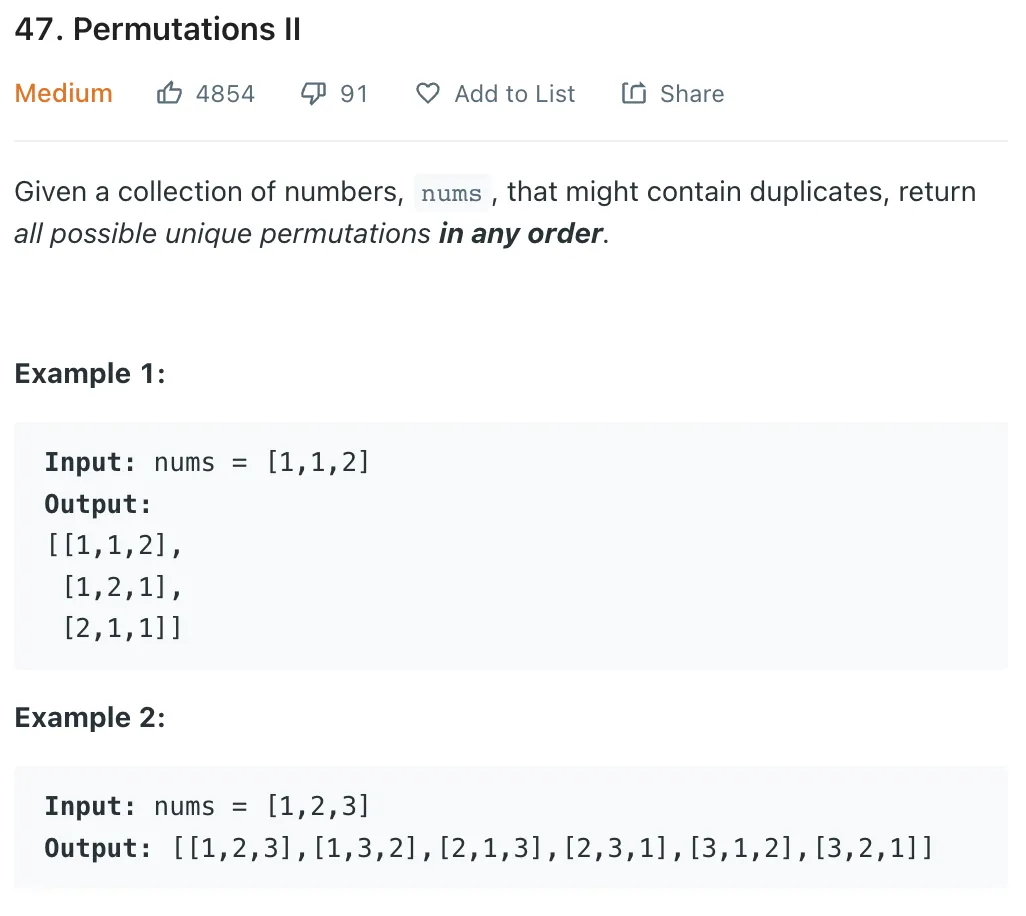 47. Permutations II
Medium 4854 91 Add to List Share
Given a collection of numbers, nums , that might contain duplicates, return
all possible unique permutations in any order.
Example 1:
Input: nums = [1,1,2]
Output:
[[1,1,2],
[1,2,1],
[2,1,1]]
Example 2:
Input: nums = [1,2,3]
Output: [[1,2,3],[1,3,2],[2,1,3],[2,3,1],[3,1,2],[3,2,1]]